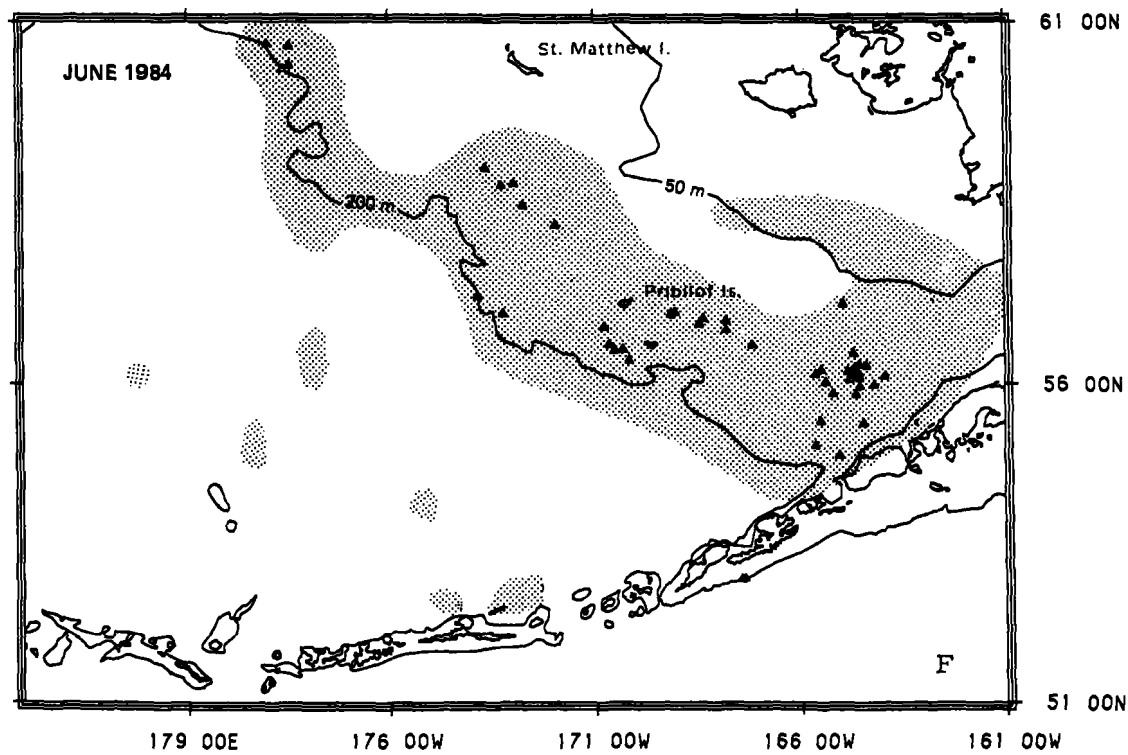 61 00N
St. Matthew I.
JUNE 1984
50 m
200 m
Pribilof Is.
56 00N
F
51 00N
179 00E 176 00W 171 00W 166 00W 161 00W